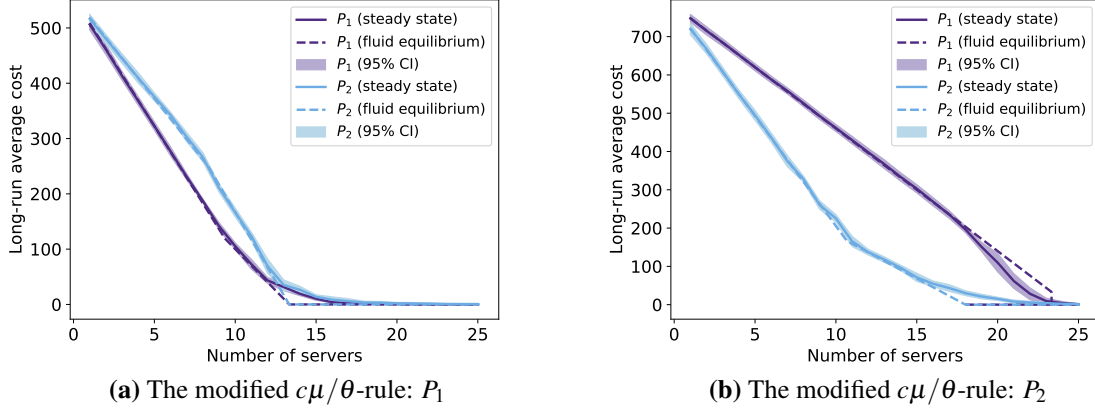 500
400
300
200
100
0
0
5
10
15
20
25
Long-run average cost
Number of servers
P1 (steady state)
P1 (fluid equilibrium)
P1 (95% CI)
P2 (steady state)
P2 (fluid equilibrium)
P2 (95% CI)
(a) The modified cμ/θ-rule: P1
700
600
500
400
300
200
100
0
0
5
10
15
20
25
Long-run average cost
Number of servers
P1 (steady state)
P1 (fluid equilibrium)
P1 (95% CI)
P2 (steady state)
P2 (fluid equilibrium)
P2 (95% CI)
(b) The modified cμ/θ-rule: P2